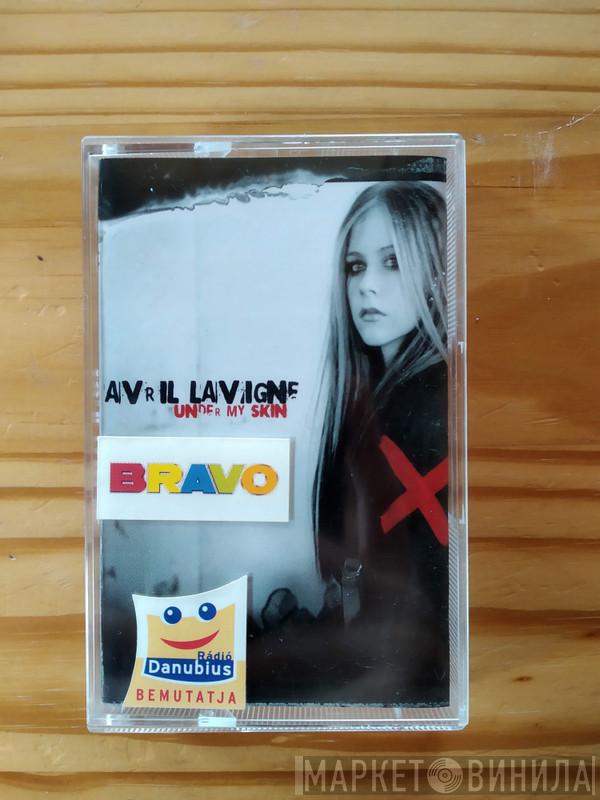 AVRIL LAVIGNE
UNDER MY SKIN
BRAVO
Rádió
Danubius
BEMUTATJA
МАРКЕТ ВИНИЛА